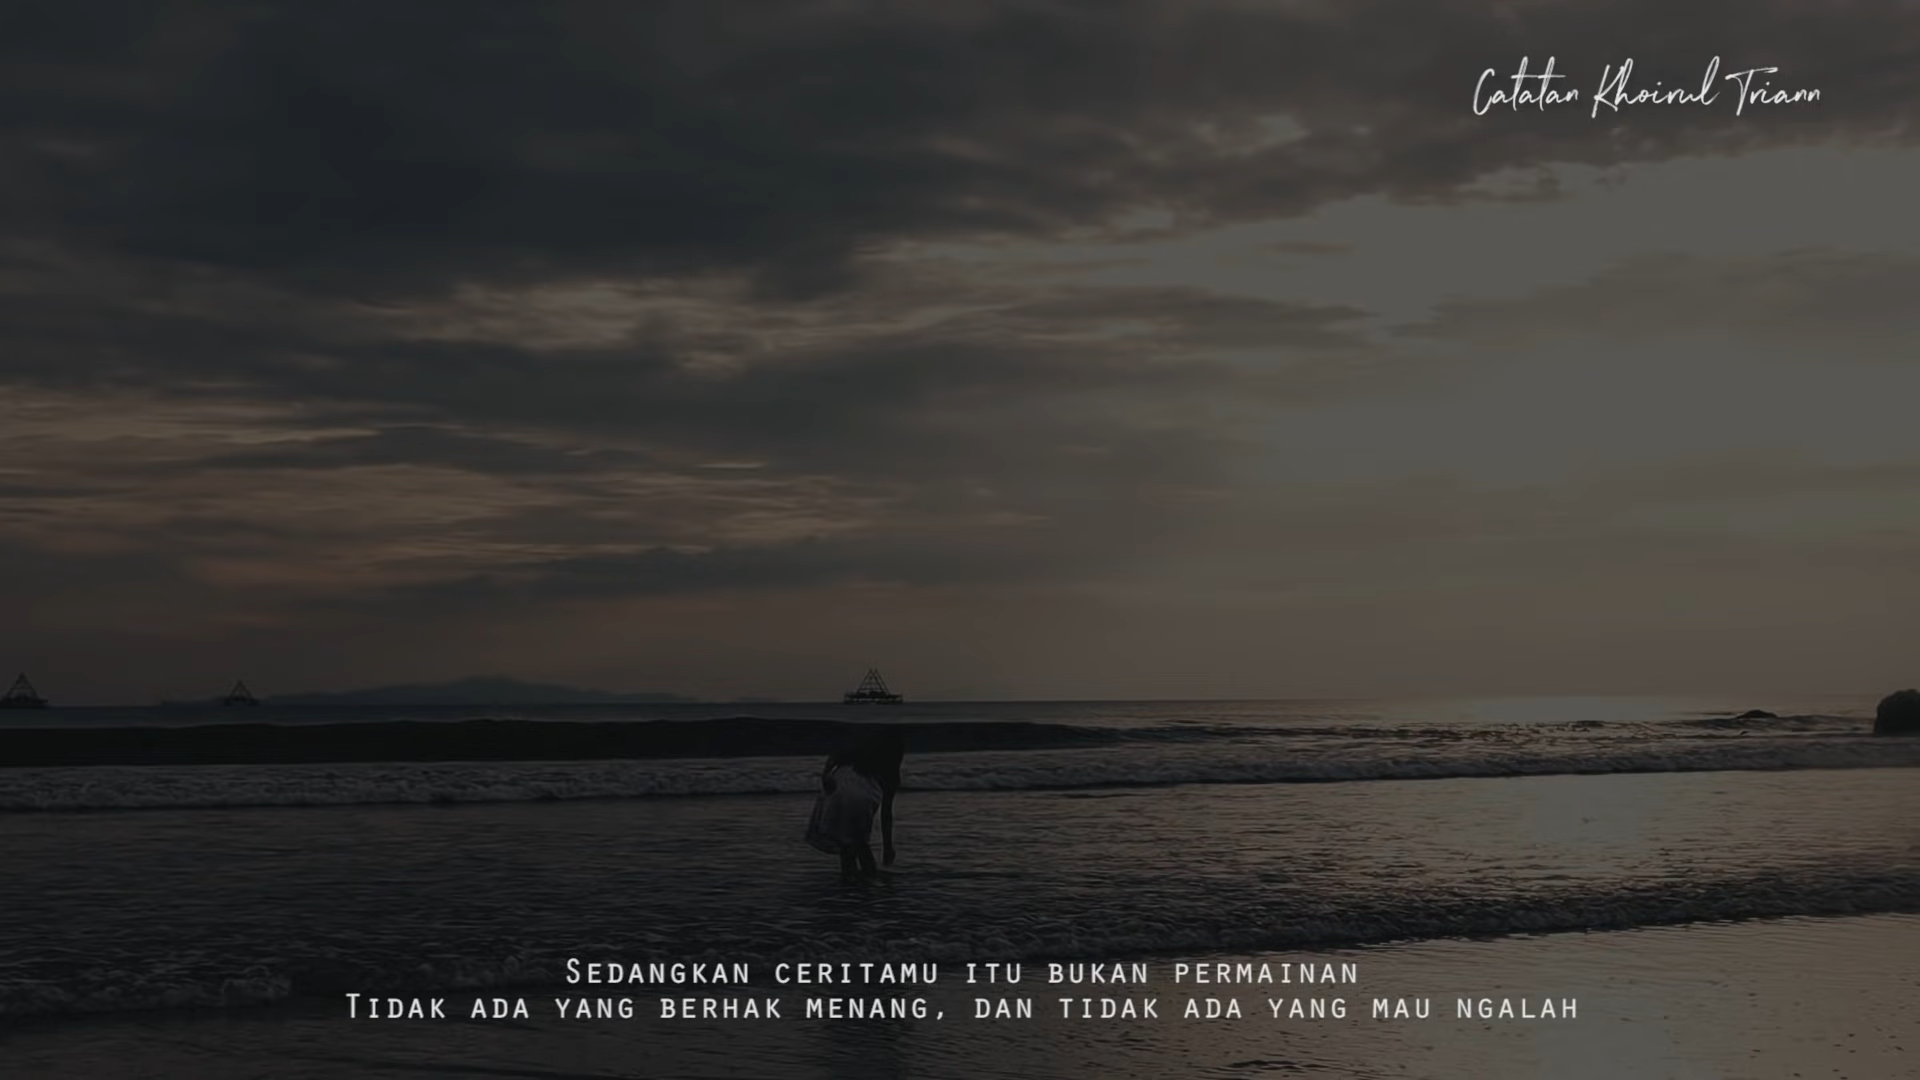 Catatan Khoirul Triann
Sedangkan ceritamu itu bukan permainan
Tidak ada yang berhak menang, dan tidak ada yang mau ngalah